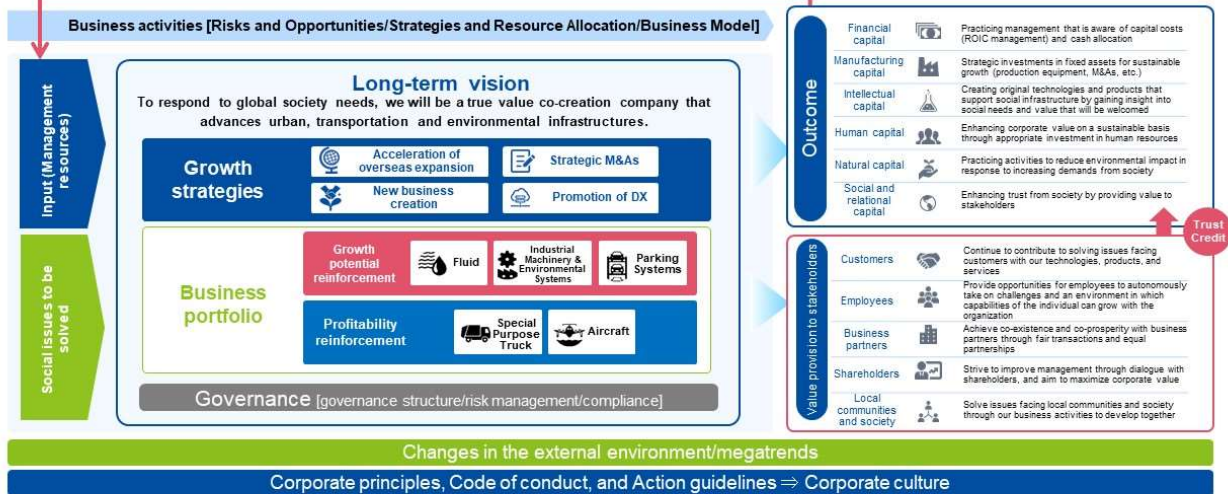 Business activities [Risks and Opportunities/Strategies and Resource Allocation/Business Model]
Input (Management
resources)
Social issues to be
solved
Long-term vision
To respond to global society needs, we will be a true value co-creation company that
advances urban, transportation and environmental infrastructures.
Growth
strategies
Acceleration of
overseas expansion
Strategic M&As
New business
creation
Promotion of DX
Business
portfolio
Growth
potential
reinforcement
Fluid
Industrial
Machinery &
Environmental
Systems
Parking
Systems
Profitability
reinforcement
Special
Purpose
Truck
Aircraft
Governance [governance structure/risk management/compliance]
Outcome
Financial
capital
Practicing management that is aware of capital costs
(ROIC management) and cash allocation
Manufacturing
capital
Strategic investments in fixed assets for sustainable
growth (production equipment, M&As, etc.)
Intellectual
capital
Creating original technologies and products that
support social infrastructure by gaining insight into
social needs and value that will be welcomed
Human capital
Enhancing corporate value on a sustainable basis
through appropriate investment in human resources
Natural capital
Practicing activities to reduce environmental impact in
response to increasing demands from society
Social and
relational
capital
Enhancing trust from society by providing value to
stakeholders
Trust
Credit
Value provision to stakeholders
Customers
Continue to contribute to solving issues facing
customers with our technologies, products, and
services
Employees
Provide opportunities for employees to autonomously
take on challenges and an environment in which
capabilities of the individual can grow with the
organization
Business
partners
Achieve co-existence and co-prosperity with business
partners through fair transactions and equal
partnerships
Shareholders
Strive to improve management through dialogue with
shareholders, and aim to maximize corporate value
Local
communities
and society
Solve issues facing local communities and society
through our business activities to develop together
Changes in the external environment/megatrends
Corporate principles, Code of conduct, and Action guidelines ⇒ Corporate culture